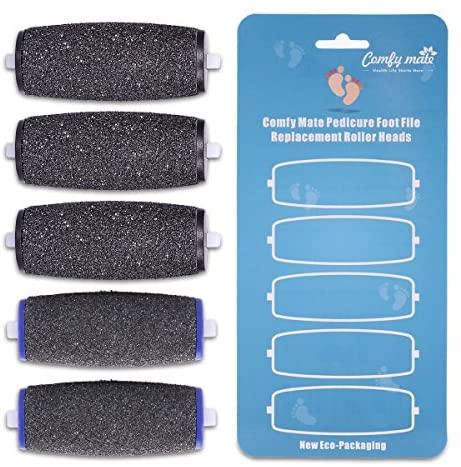 Comfy mate
Health Life Starts Here
Comfy Mate Pedicure Foot File
Replacement Roller Heads
New Eco-Packaging